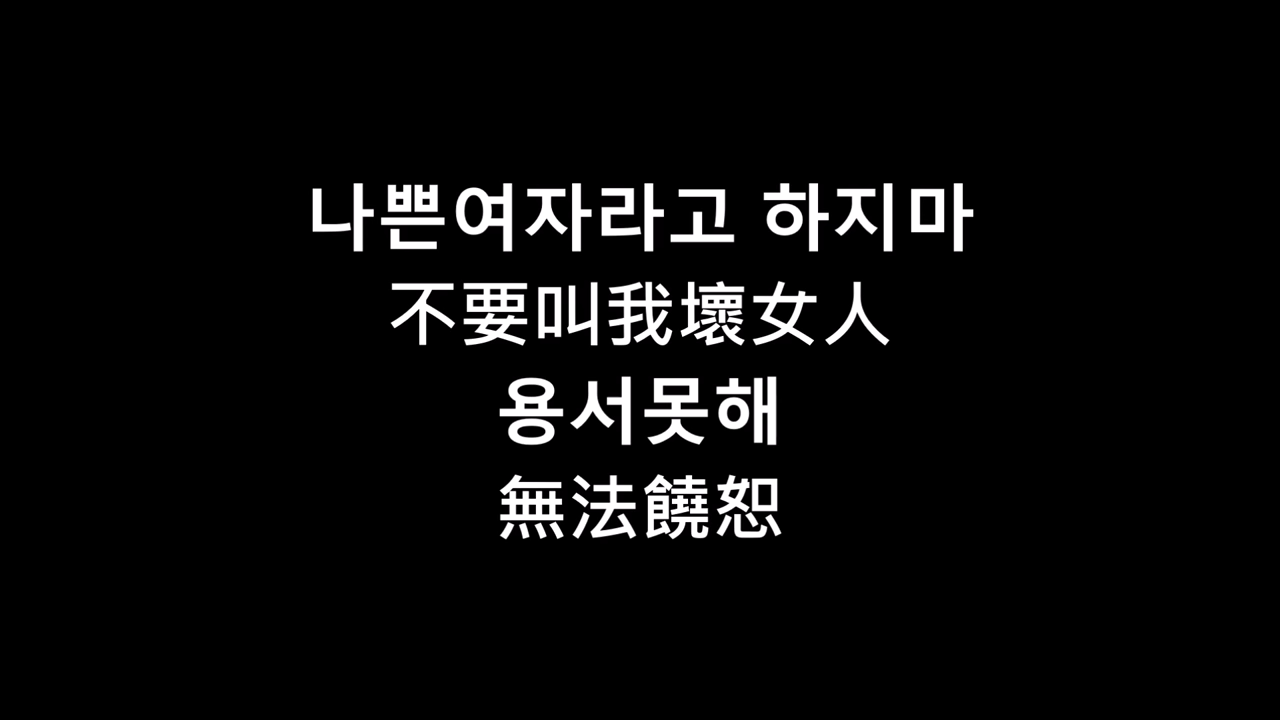 나쁜여자라고 하지마
不要叫我壞女人
용서못해
無法饒恕